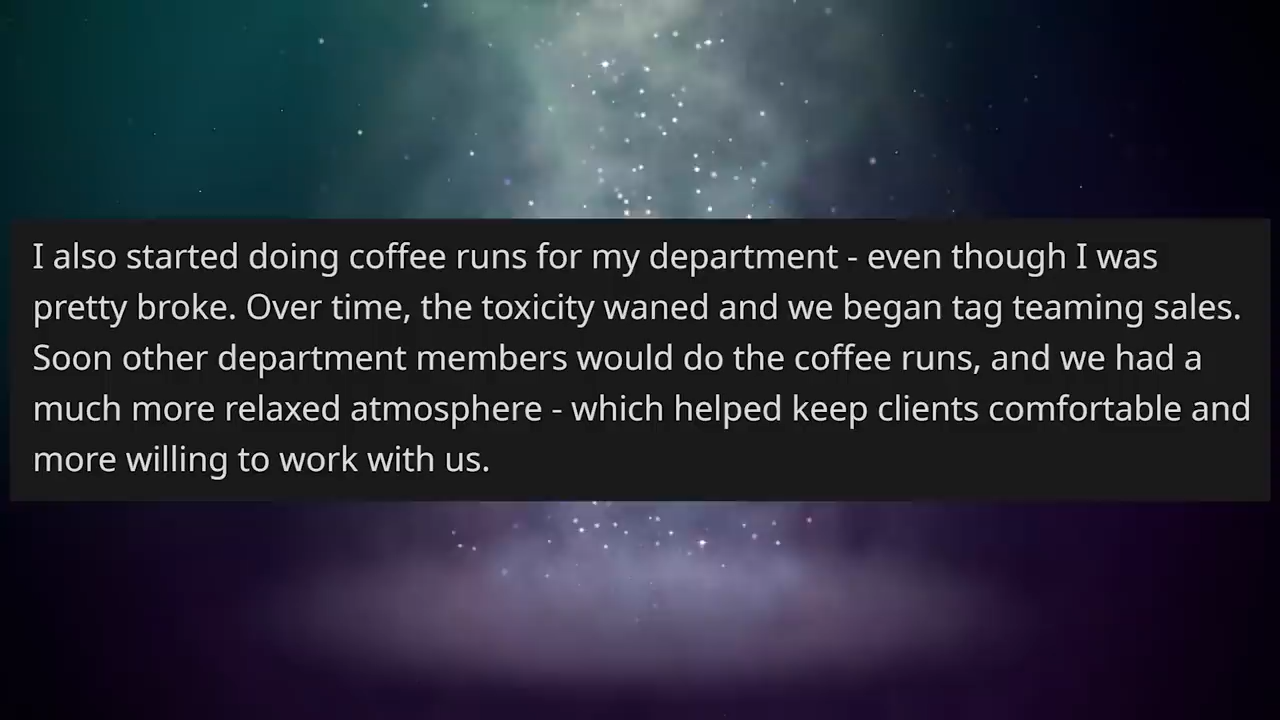 I also started doing coffee runs for my department - even though I was
pretty broke. Over time, the toxicity waned and we began tag teaming sales.
Soon other department members would do the coffee runs, and we had a
much more relaxed atmosphere - which helped keep clients comfortable and
more willing to work with us.